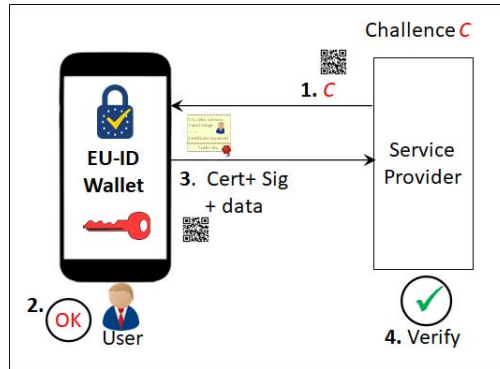 Challence C
1. C
EU-ID
Wallet
Service
Provider
3. Cert+ Sig
+ data
2.
OK
User
4. Verify